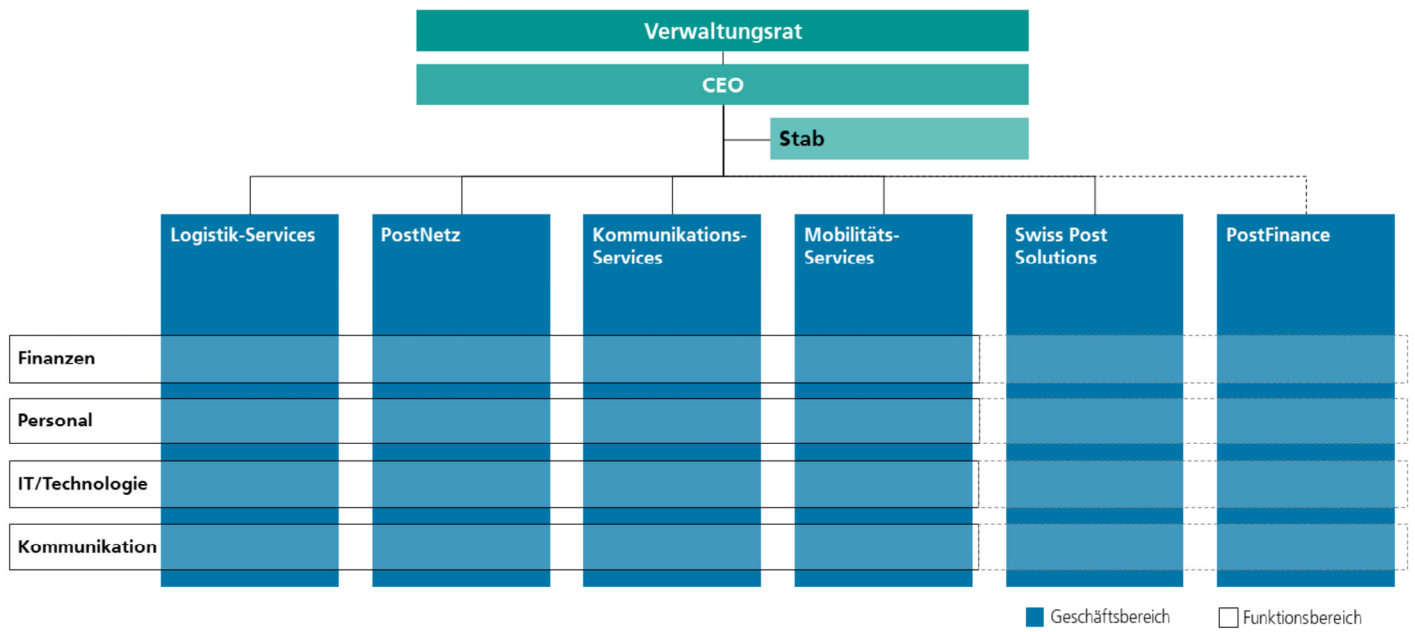 Verwaltungsrat
CEO
Stab
Logistik-Services
PostNetz
Kommunikations-
Services
Mobilitäts-
Services
Swiss Post
Solutions
PostFinance
Finanzen
Personal
IT/Technologie
Kommunikation
Geschäftsbereich
Funktionsbereich